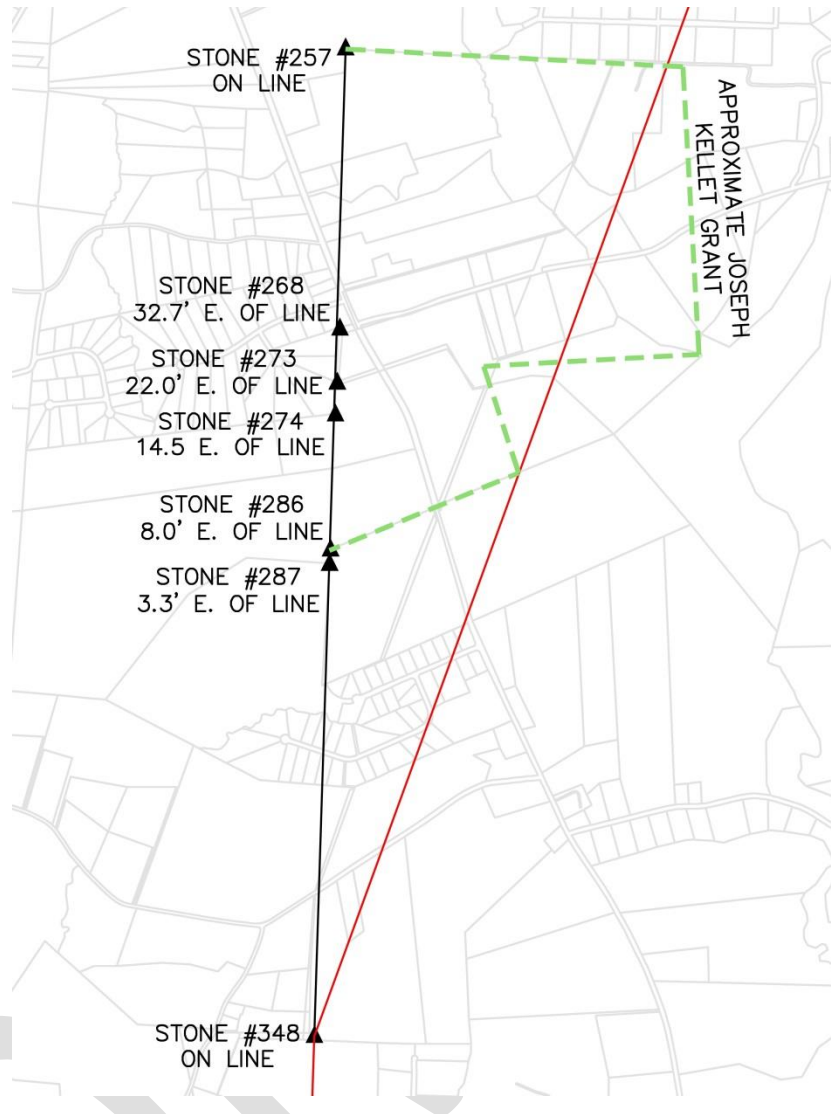 STONE #257
ON LINE
APPROXIMATE JOSEPH
KELLET GRANT
STONE #268
32.7' E. OF LINE
STONE #273
22.0' E. OF LINE
STONE #274
14.5 E. OF LINE
STONE #286
8.0' E. OF LINE
STONE #287
3.3' E. OF LINE
STONE #348
ON LINE